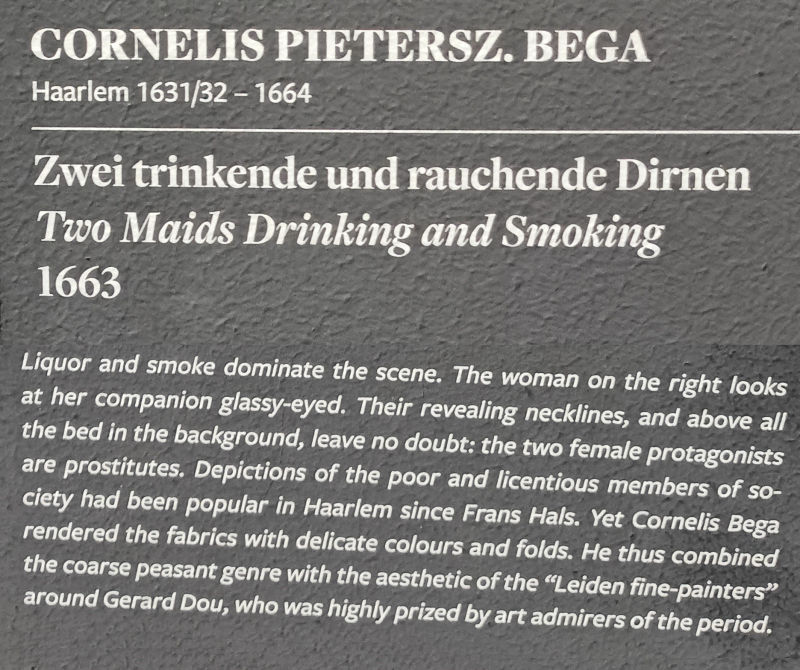 CORNELIS PIETERSZ. BEGA
Haarlem 1631/32 – 1664
Zwei trinkende und rauchende Dirnen
Two Maids Drinking and Smoking
1663
Liquor and smoke dominate the scene. The woman on the right looks
at her companion glassy-eyed. Their revealing necklines, and above all
the bed in the background, leave no doubt: the two female protagonists
are prostitutes. Depictions of the poor and licentious members of so-
ciety had been popular in Haarlem since Frans Hals. Yet Cornelis Bega
rendered the fabrics with delicate colours and folds. He thus combined
the coarse peasant genre with the aesthetic of the “Leiden fine-painters”
around Gerard Dou, who was highly prized by art admirers of the period.